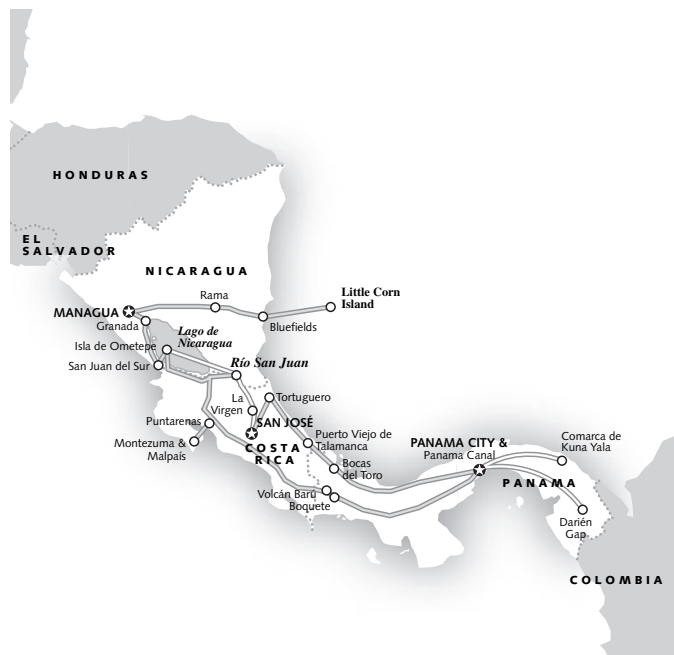 HONDURAS
EL
SALVADOR
NICARAGUA
Little Corn
Island
Rama
MANAGUA
Granada
Bluefields
Lago de
Nicaragua
Isla de Ometepe
San Juan del Sur
Río San Juan
La
Virgen
Tortuguero
Puntarenas
SAN JOSÉ
Montezuma &
Malpaís
COSTA
RICA
Puerto Viejo de
Talamanca
PANAMA CITY &
Panama Canal
Comarca de
Kuna Yala
Bocas
del Toro
PANAMA
Volcán Barú
Boquete
Darién
Gap
COLOMBIA